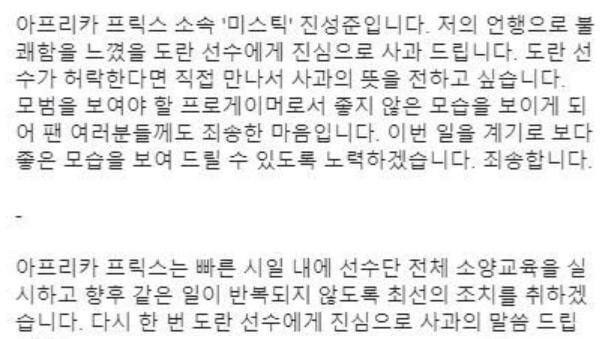 아프리카 프릭스 소속 '미스틱' 진성준입니다. 저의 언행으로 불
쾌함을 느꼈을 도란 선수에게 진심으로 사과 드립니다. 도란 선
수가 허락한다면 직접 만나서 사과의 뜻을 전하고 싶습니다.
모범을 보여야 할 프로게이머로서 좋지 않은 모습을 보이게 되
어 팬 여러분들께도 죄송한 마음입니다. 이번 일을 계기로 보다
좋은 모습을 보여 드릴 수 있도록 노력하겠습니다. 죄송합니다.
-
아프리카 프릭스는 빠른 시일 내에 선수단 전체 소양교육을 실
시하고 향후 같은 일이 반복되지 않도록 최선의 조치를 취하겠
습니다. 다시 한 번 도란 선수에게 진심으로 사과의 말씀 드립